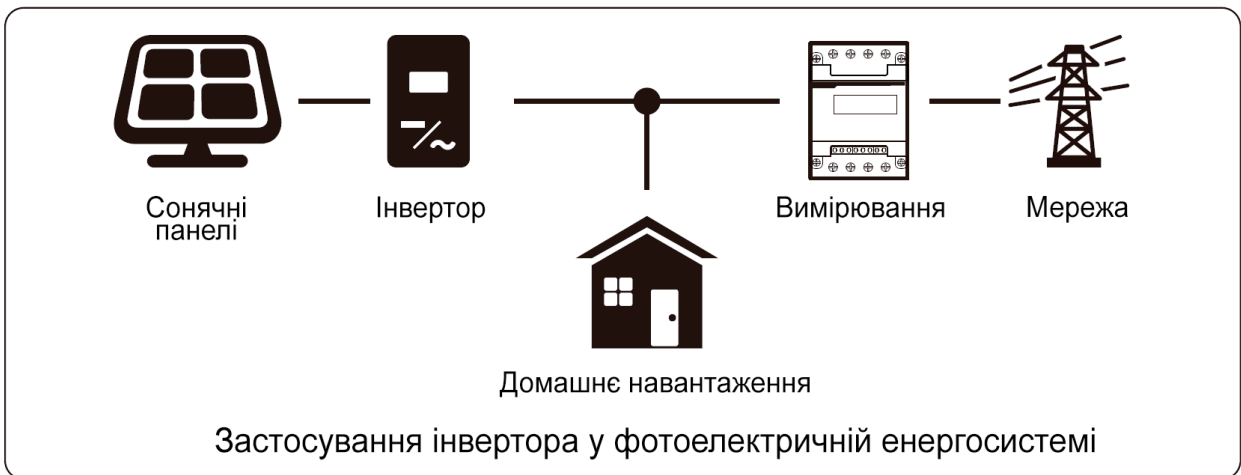 Сонячні
панелі
Інвертор
Вимірювання
Мережа
Домашнє навантаження
Застосування інвертора у фотоелектричній енергосистемі